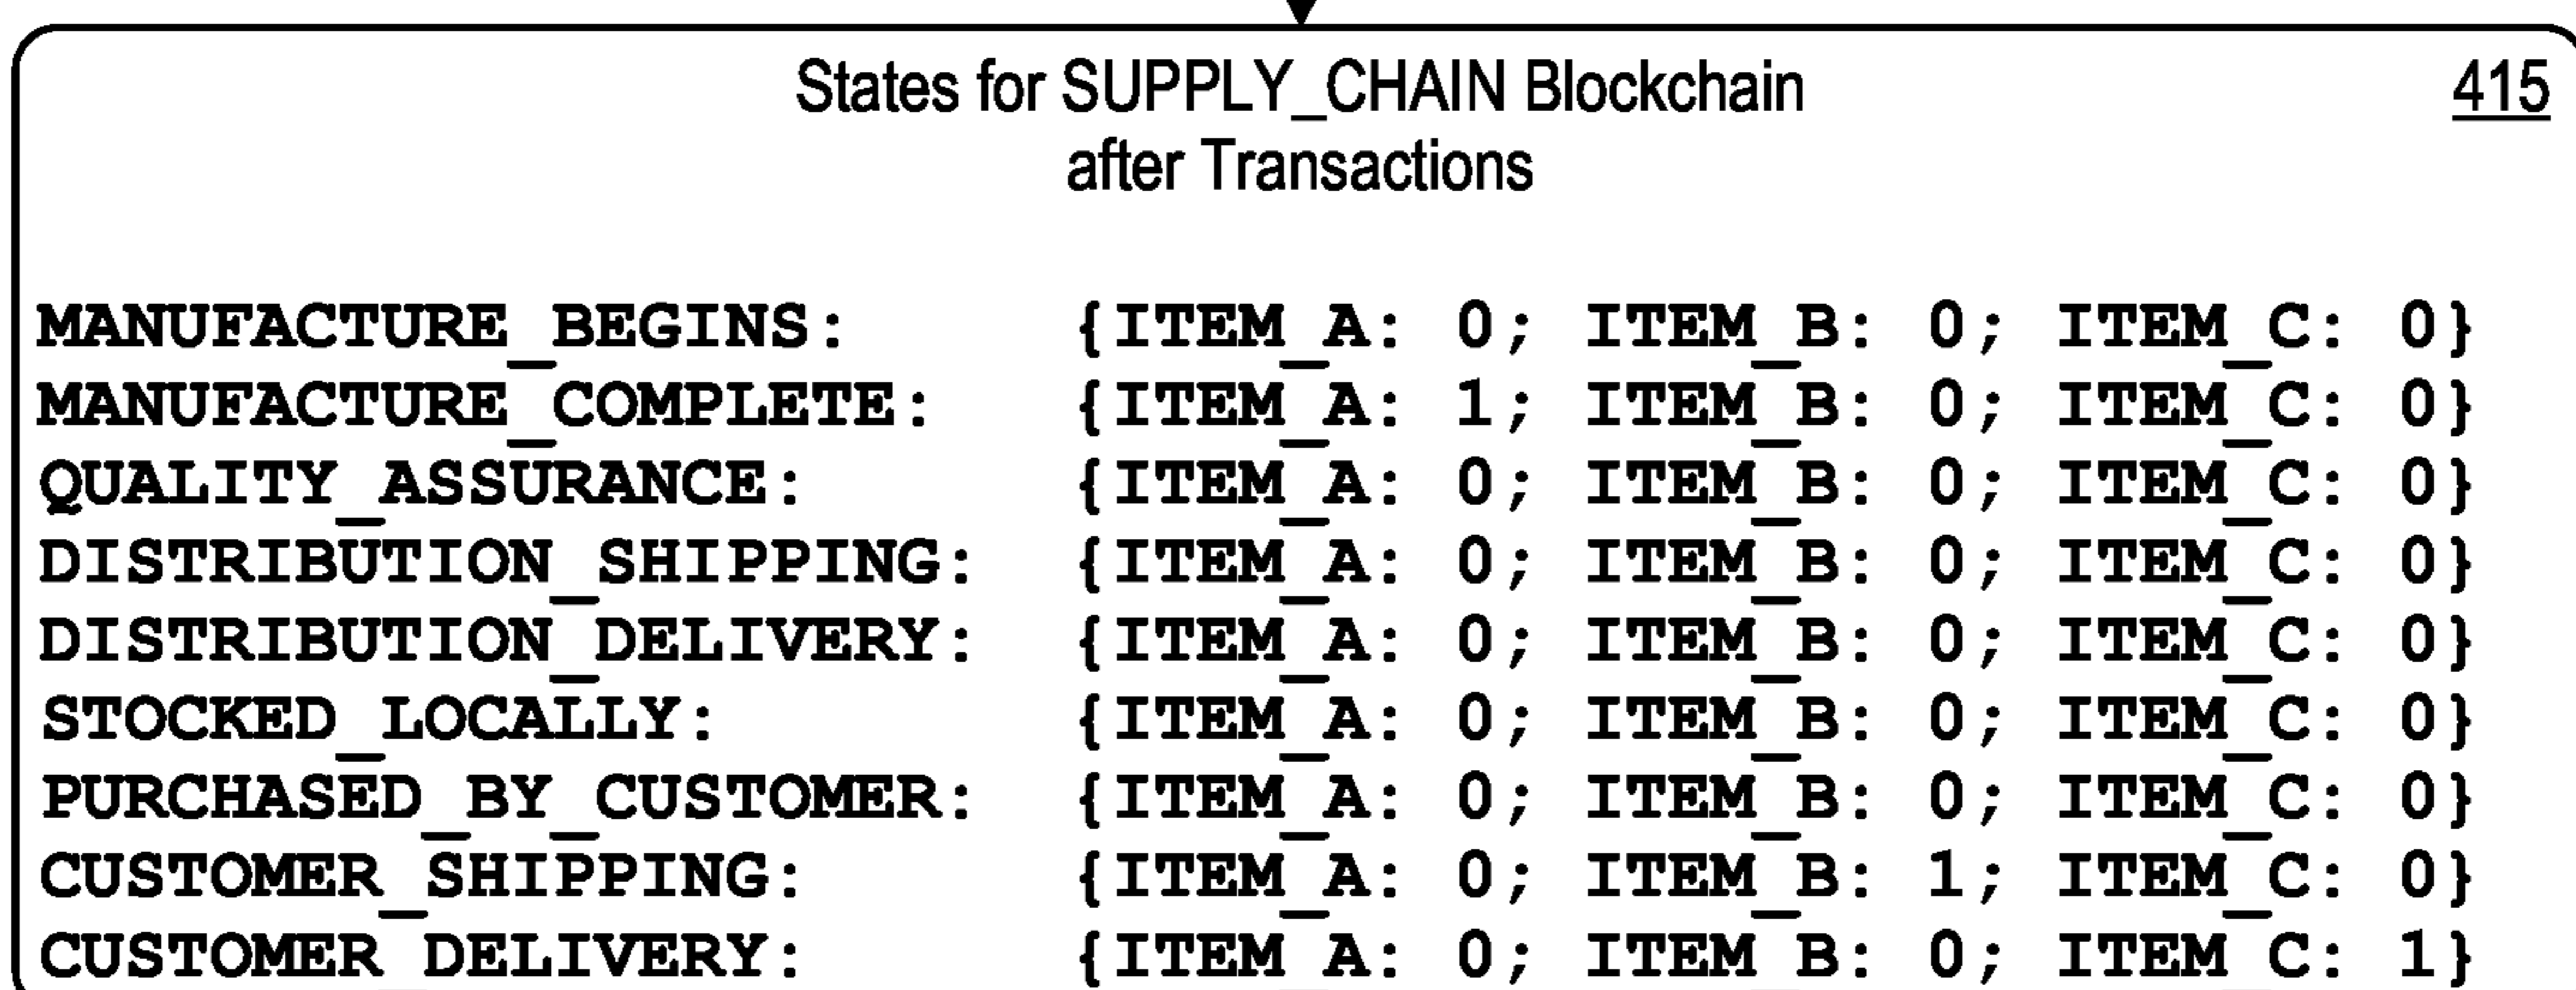 States for SUPPLY_CHAIN Blockchain 415
after Transactions
MANUFACTURE_BEGINS: {ITEM_A: 0; ITEM_B: 0; ITEM_C: 0}
MANUFACTURE_COMPLETE: {ITEM_A: 1; ITEM_B: 0; ITEM_C: 0}
QUALITY_ASSURANCE: {ITEM_A: 0; ITEM_B: 0; ITEM_C: 0}
DISTRIBUTION_SHIPPING: {ITEM_A: 0; ITEM_B: 0; ITEM_C: 0}
DISTRIBUTION_DELIVERY: {ITEM_A: 0; ITEM_B: 0; ITEM_C: 0}
STOCKED_LOCALLY: {ITEM_A: 0; ITEM_B: 0; ITEM_C: 0}
PURCHASED_BY_CUSTOMER: {ITEM_A: 0; ITEM_B: 0; ITEM_C: 0}
CUSTOMER_SHIPPING: {ITEM_A: 0; ITEM_B: 1; ITEM_C: 0}
CUSTOMER_DELIVERY: {ITEM_A: 0; ITEM_B: 0; ITEM_C: 1}